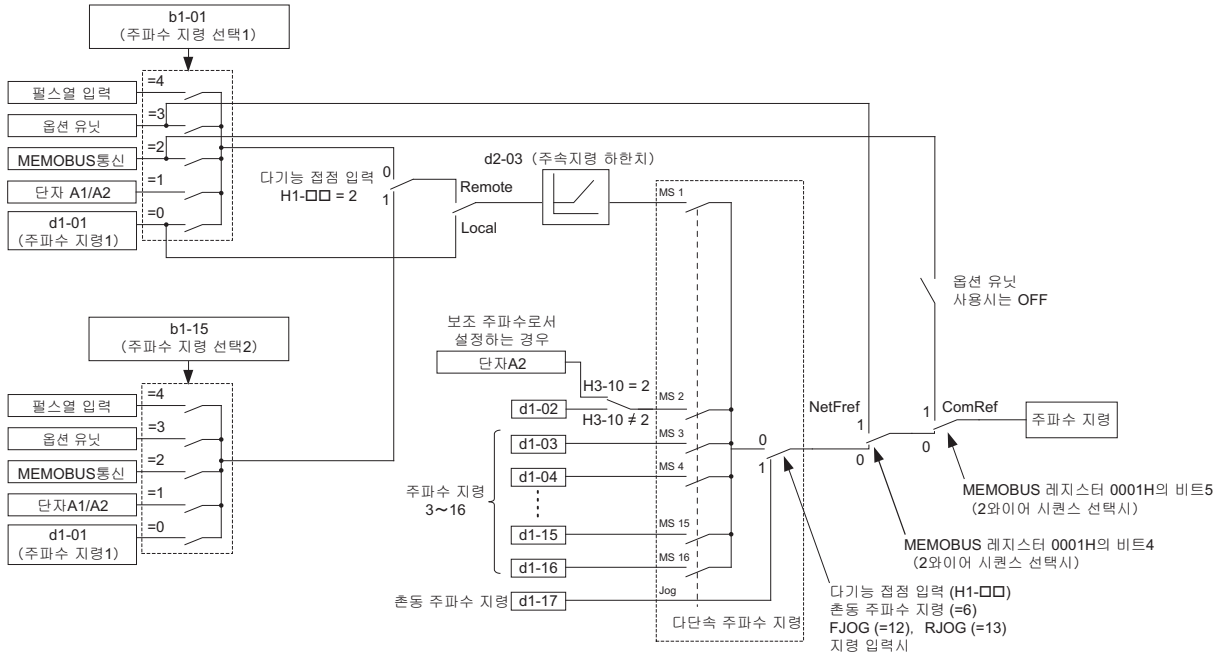 b1-01
(주파수 지령 선택1)
=4
펄스열 입력
=3
옵션 유닛
=2
MEMOBUS통신
=1
단자 A1/A2
=0
d1-01
(주파수 지령1)
다기능 접점 입력
H1-□□ = 2
0
1
Remote
Local
d2-03 (주속지령 하한치)
MS 1
옵션 유닛
사용시는 OFF
b1-15
(주파수 지령 선택2)
=4
펄스열 입력
=3
옵션 유닛
=2
MEMOBUS통신
=1
단자A1/A2
=0
d1-01
(주파수 지령1)
보조 주파수로서
설정하는 경우
단자A2
H3-10 = 2
d1-02
H3-10 ≠ 2
MS 2
d1-03
MS 3
d1-04
MS 4
주파수 지령
3~16
d1-15
MS 15
d1-16
MS 16
촌동 주파수 지령
d1-17
Jog
다단속 주파수 지령
0
1
NetFref
1
0
1
0
ComRef
주파수 지령
MEMOBUS 레지스터 0001H의 비트5
(2와이어 시퀀스 선택시)
MEMOBUS 레지스터 0001H의 비트4
(2와이어 시퀀스 선택시)
다기능 접점 입력 (H1-□□)
촌동 주파수 지령 (=6)
FJOG (=12), RJOG (=13)
지령 입력시